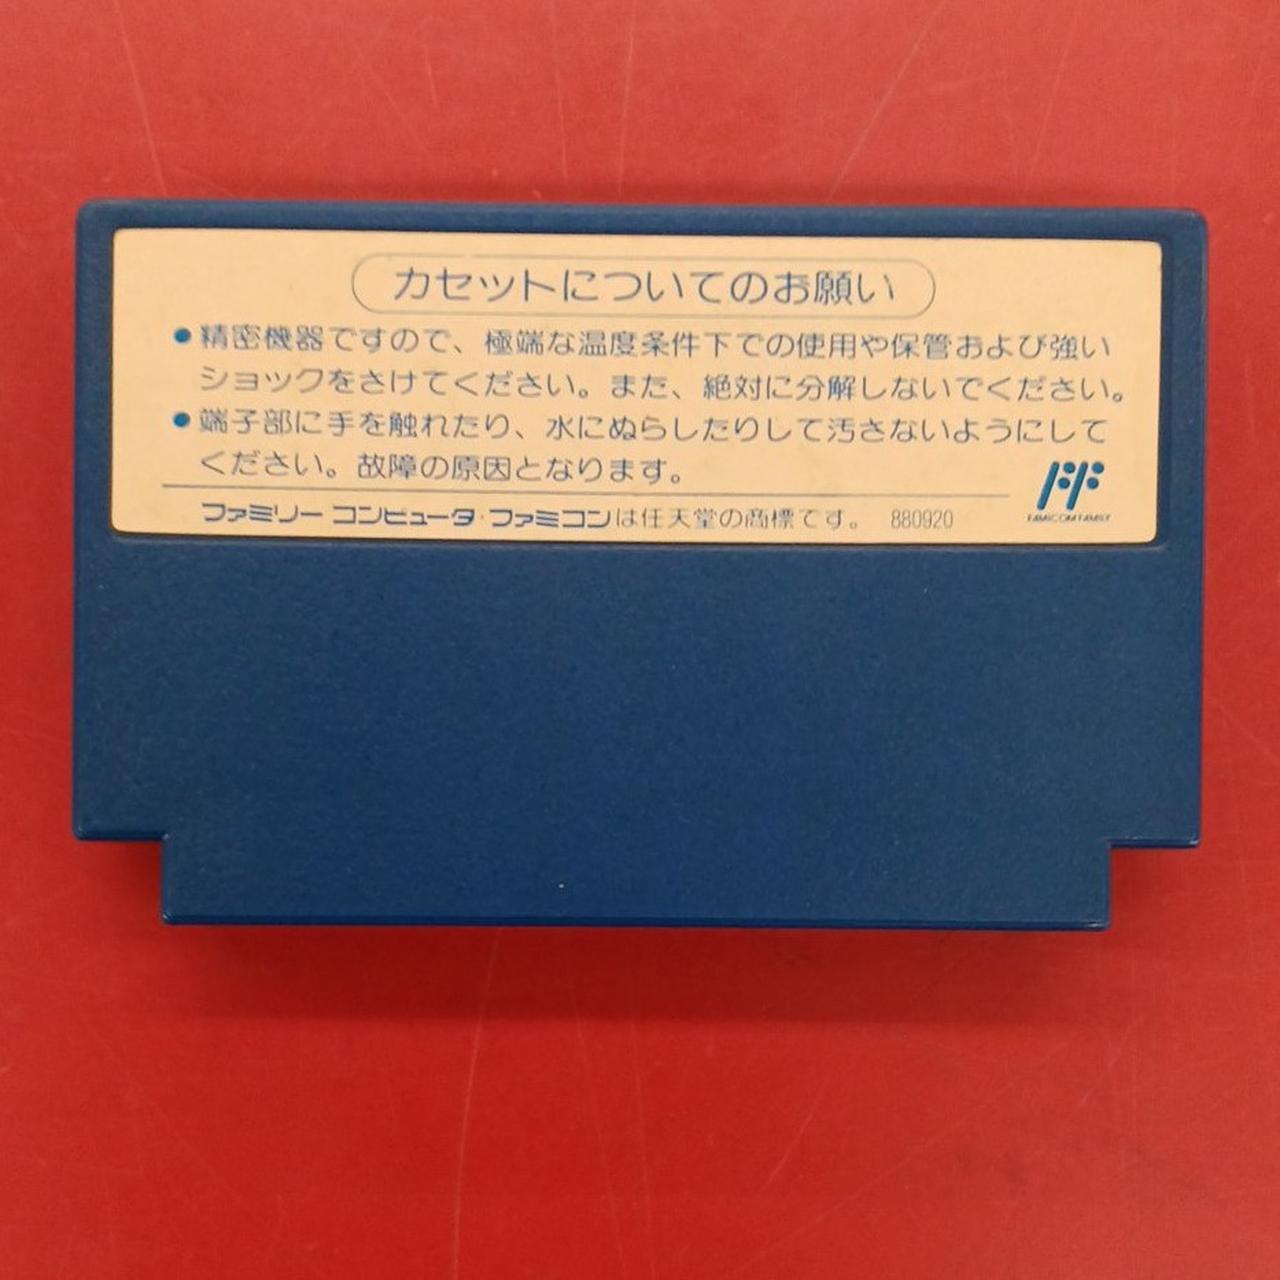 カセットについてのお願い
●精密機器ですので、極端な温度条件下での使用や保管および強い
ショックをさけてください。また、絶対に分解しないでください。
●端子部に手を触れたり、水にぬらしたりして汚さないようにして
ください。故障の原因となります。
ファミリー コンピュータ・ファミコンは任天堂の商標です。 880920
FAMICOM FAMILY